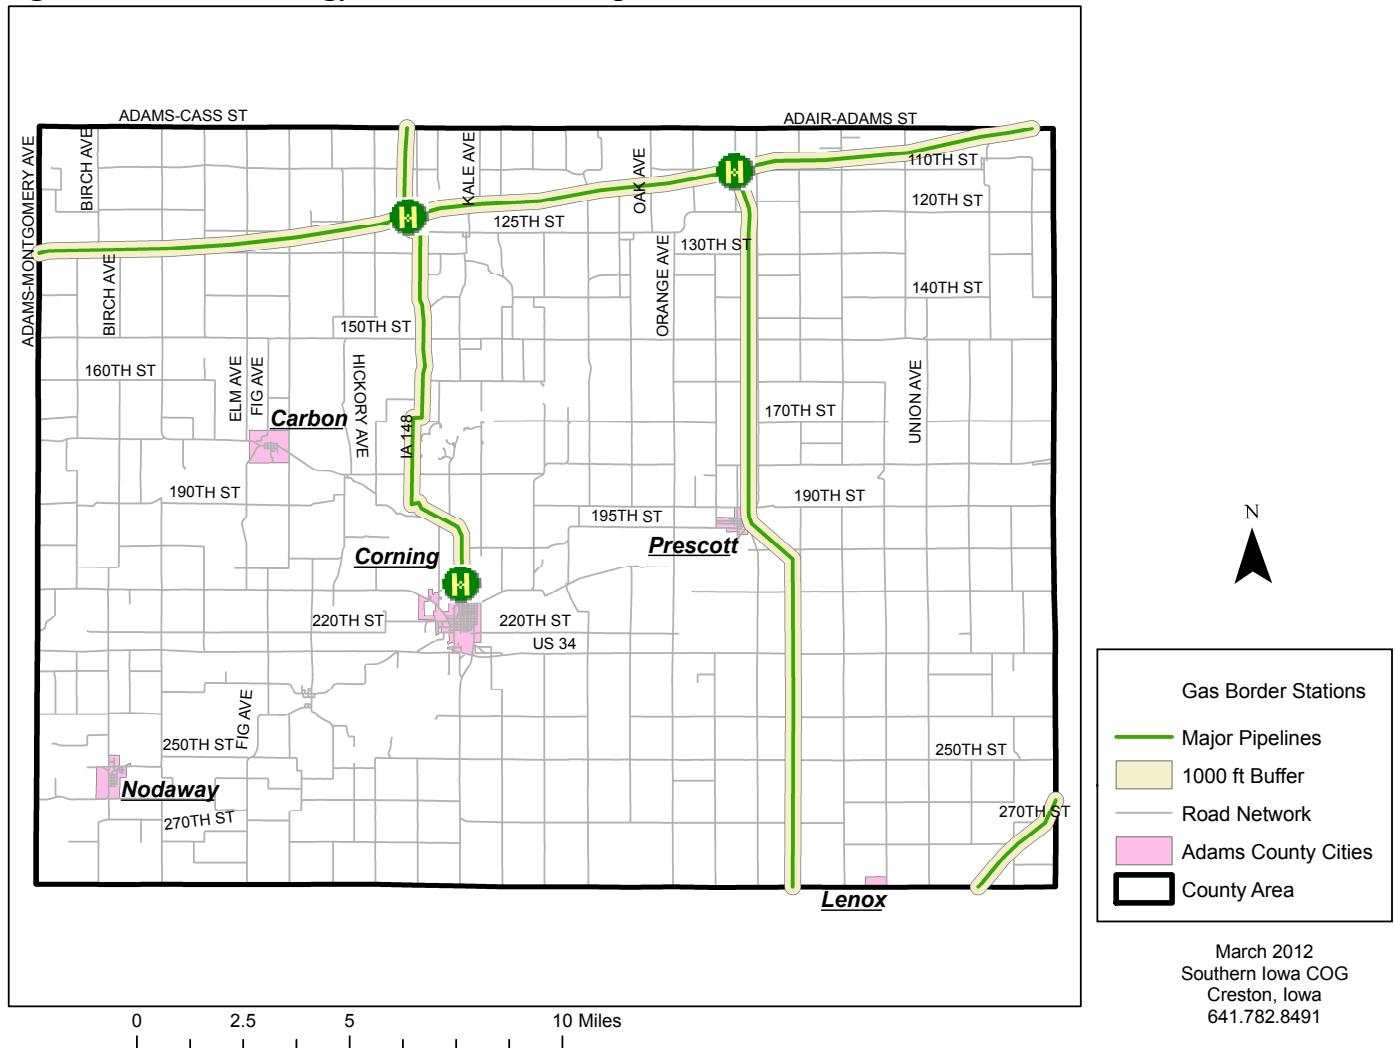 ADAMS-CASS ST
ADAIR-ADAMS ST
ADAMS-MONTGOMERY AVE
BIRCH AVE
KALE AVE
OAK AVE
110TH ST
120TH ST
125TH ST
130TH ST
ORANGE AVE
BIRCH AVE
140TH ST
150TH ST
160TH ST
ELM AVE
FIG AVE
HICKORY AVE
UNION AVE
Carbon
IA 148
170TH ST
190TH ST
190TH ST
195TH ST
Prescott
Corning
220TH ST
220TH ST
US 34
FIG AVE
250TH ST
250TH ST
Nodaway
270TH ST
270TH ST
Lenox
H
H
H
N
Gas Border Stations
Major Pipelines
1000 ft Buffer
Road Network
Adams County Cities
County Area
March 2012
Southern Iowa COG
Creston, Iowa
641.782.8491
0 2.5 5 10 Miles